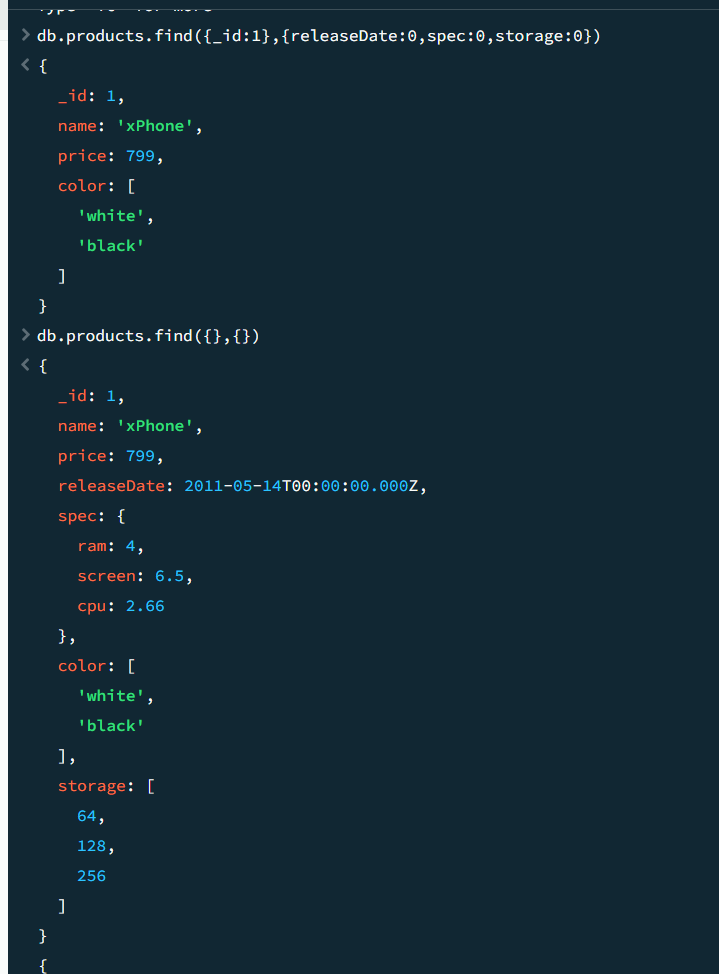 > db.products.find({_id:1},{releaseDate:0,spec:0,storage:0})
< {
_id: 1,
name: 'xPhone',
price: 799,
color: [
'white',
'black'
]
}
> db.products.find({},{})
< {
_id: 1,
name: 'xPhone',
price: 799,
releaseDate: 2011-05-14T00:00:00.000Z,
spec: {
ram: 4,
screen: 6.5,
cpu: 2.66
},
color: [
'white',
'black'
],
storage: [
64,
128,
256
]
}
{